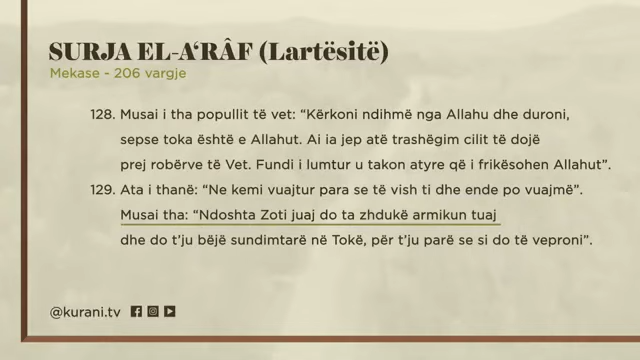 SURJA EL-A‘RÂF (Lartësitë)
Mekase - 206 vargje
128. Musai i tha popullit të vet: “Kërkoni ndihmë nga Allahu dhe duroni,
sepse toka është e Allahut. Ai ia jep atë trashëgim cilit të dojë
prej robërve të Vet. Fundi i lumtur u takon atyre që i frikësohen Allahut”.
129. Ata i thanë: “Ne kemi vuajtur para se të vish ti dhe ende po vuajmë”.
Musai tha: “Ndoshta Zoti juaj do ta zhdukë armikun tuaj
dhe do t’ju bëjë sundimtarë në Tokë, për t’ju parë se si do të veproni”.
@kurani.tv